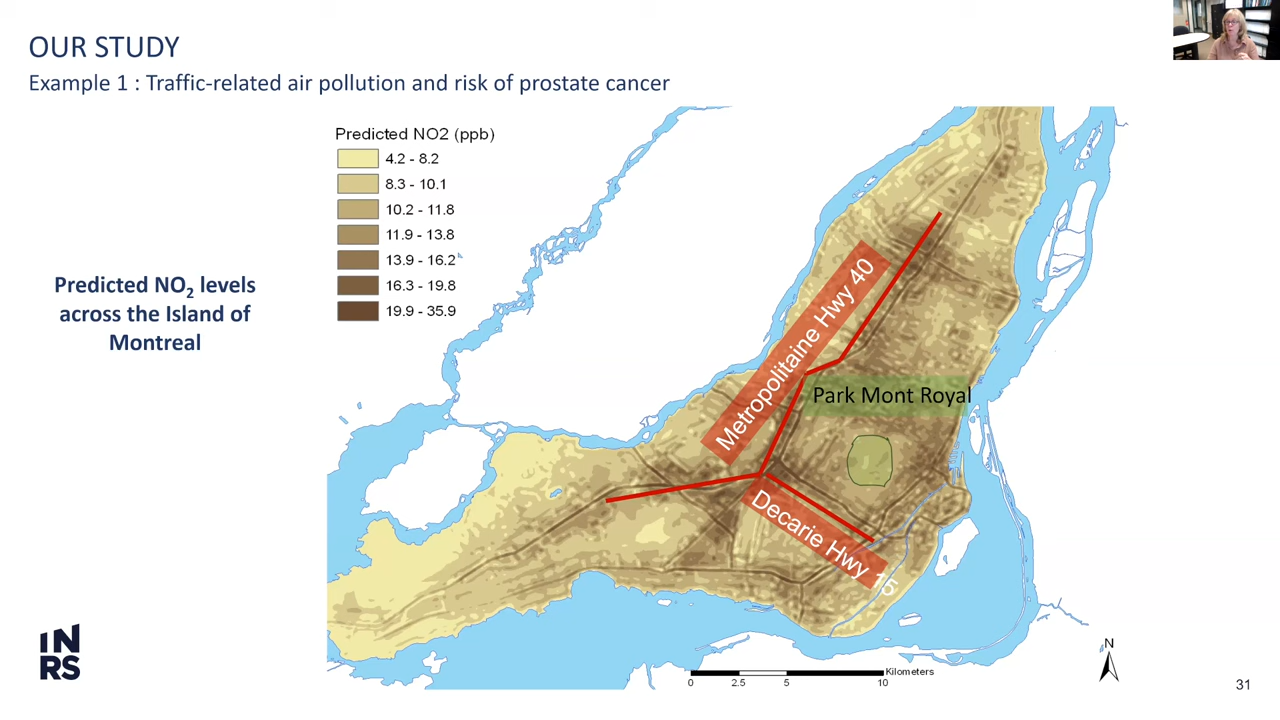 OUR STUDY
Example 1 : Traffic-related air pollution and risk of prostate cancer
Predicted NO2 (ppb)
4.2 - 8.2
8.3 - 10.1
10.2 - 11.8
11.9 - 13.8
13.9 - 16.2
16.3 - 19.8
19.9 - 35.9
Predicted NO2 levels
across the Island of
Montreal
Metropolitaine Hwy 40
Park Mont Royal
Decarie Hwy 15
IN
RS
N
Kilometers
0 2.5 5 10
31